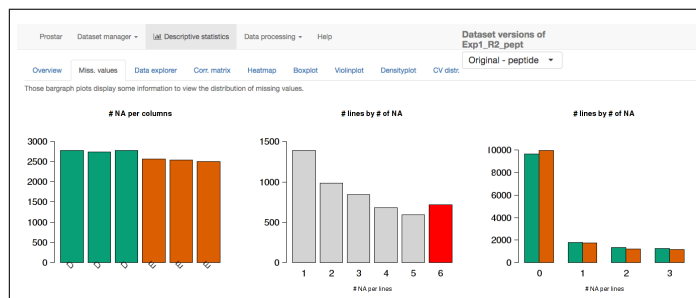 Prostar Dataset manager Descriptive statistics Data processing Help
Dataset versions of
Exp1_R2_pept
Original - peptide
Overview Miss. values Data explorer Corr. matrix Heatmap Boxplot Violinplot Densityplot CV distr.
Those bargraph plots display some information to view the distribution of missing values.
# NA per columns
3000
2500
2000
1500
1000
500
0
D D D E E E
# lines by # of NA
1500
1000
500
0
1 2 3 4 5 6
# NA per lines
# lines by # of NA
10000
8000
6000
4000
2000
0
0 1 2 3
# NA per lines